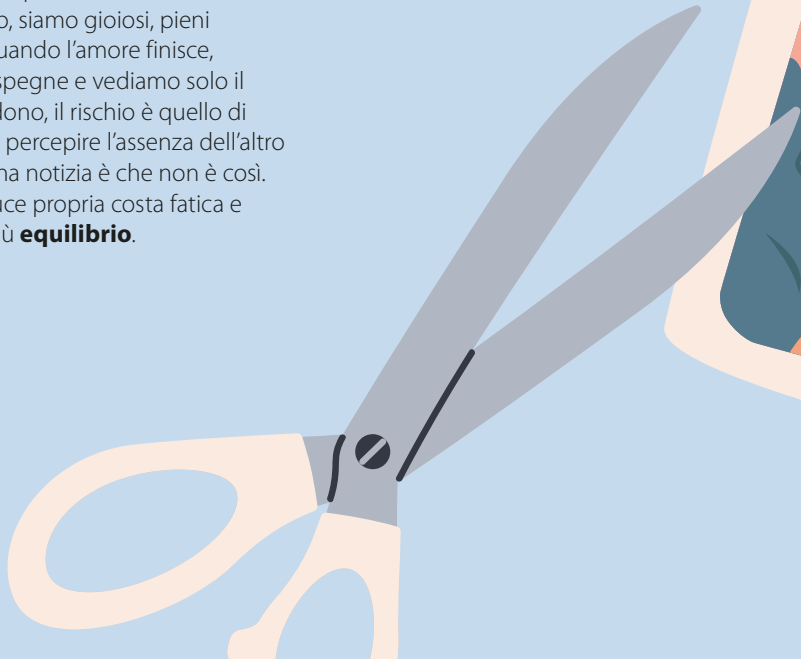 o, siamo gioiosi, pieni
uando l’amore finisce,
spegne e vediamo solo il
dono, il rischio è quello di
percepire l’assenza dell’altro
na notizia è che non è così.
uce propria costa fatica e
ù equilibrio.